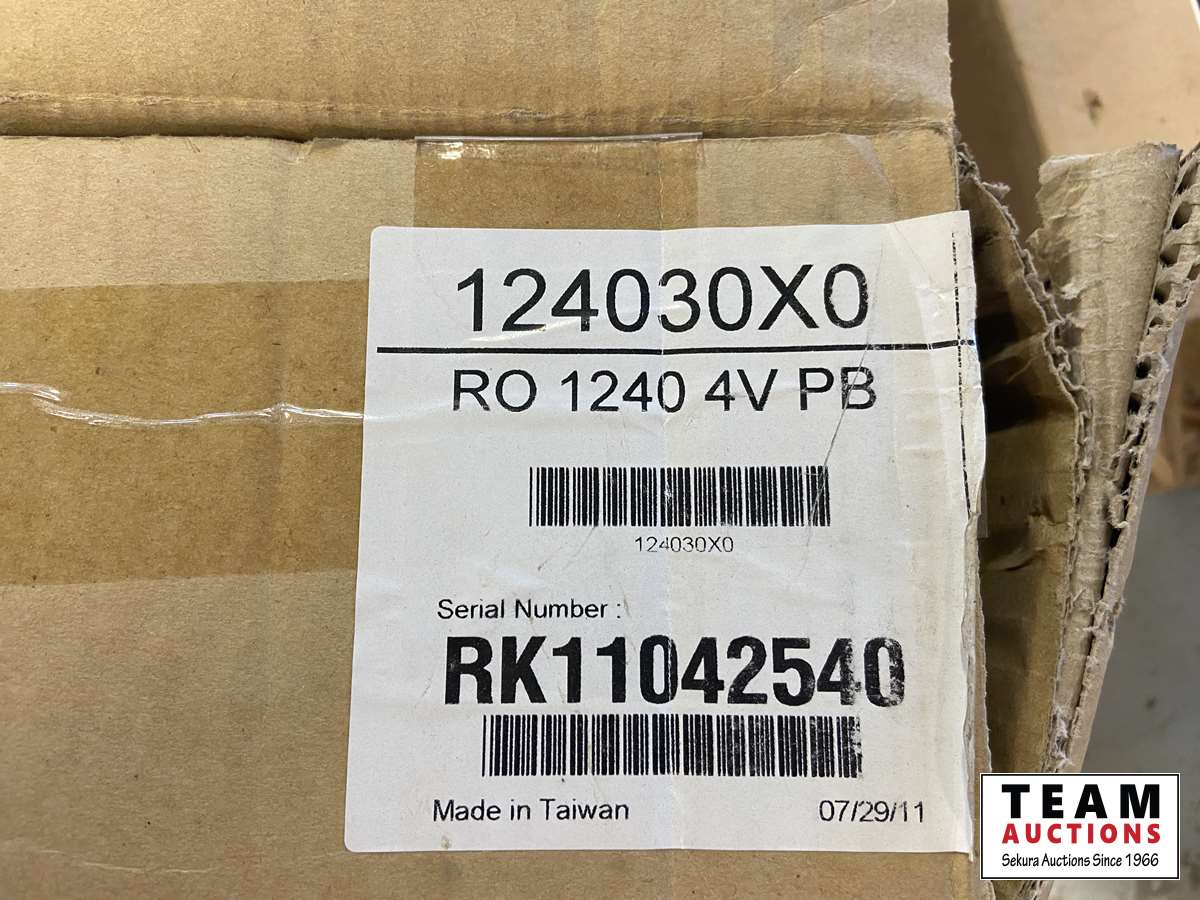 124030X0
RO 1240 4V PB
124030X0
Serial Number :
RK11042540
Made in Taiwan 07/29/11
TEAM
AUCTIONS
Sekura Auctions Since 1966